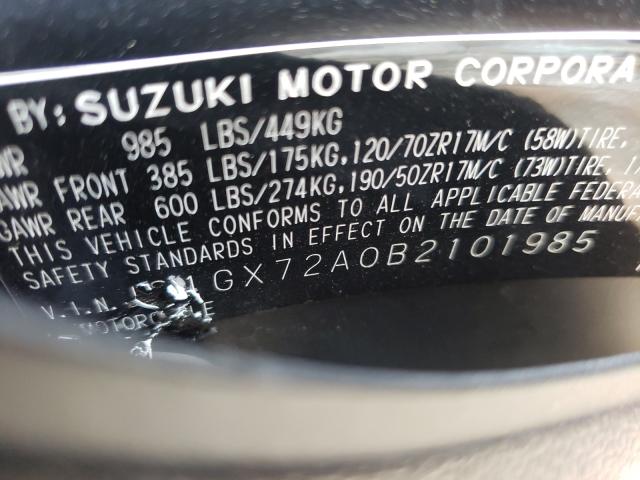 BY: SUZUKI MOTOR CORPORA
WR 985 LBS/449KG
AWR FRONT 385 LBS/175KG,120/70ZR17M/C (58W)TIRE,
GAWR REAR 600 LBS/274KG,190/50ZR17M/C (73W)TIRE, 17
THIS VEHICLE CONFORMS TO ALL APPLICABLE FEDERA
SAFETY STANDARDS IN EFFECT ON THE DATE OF MANUF
V.I.N. GX72A0B2101985